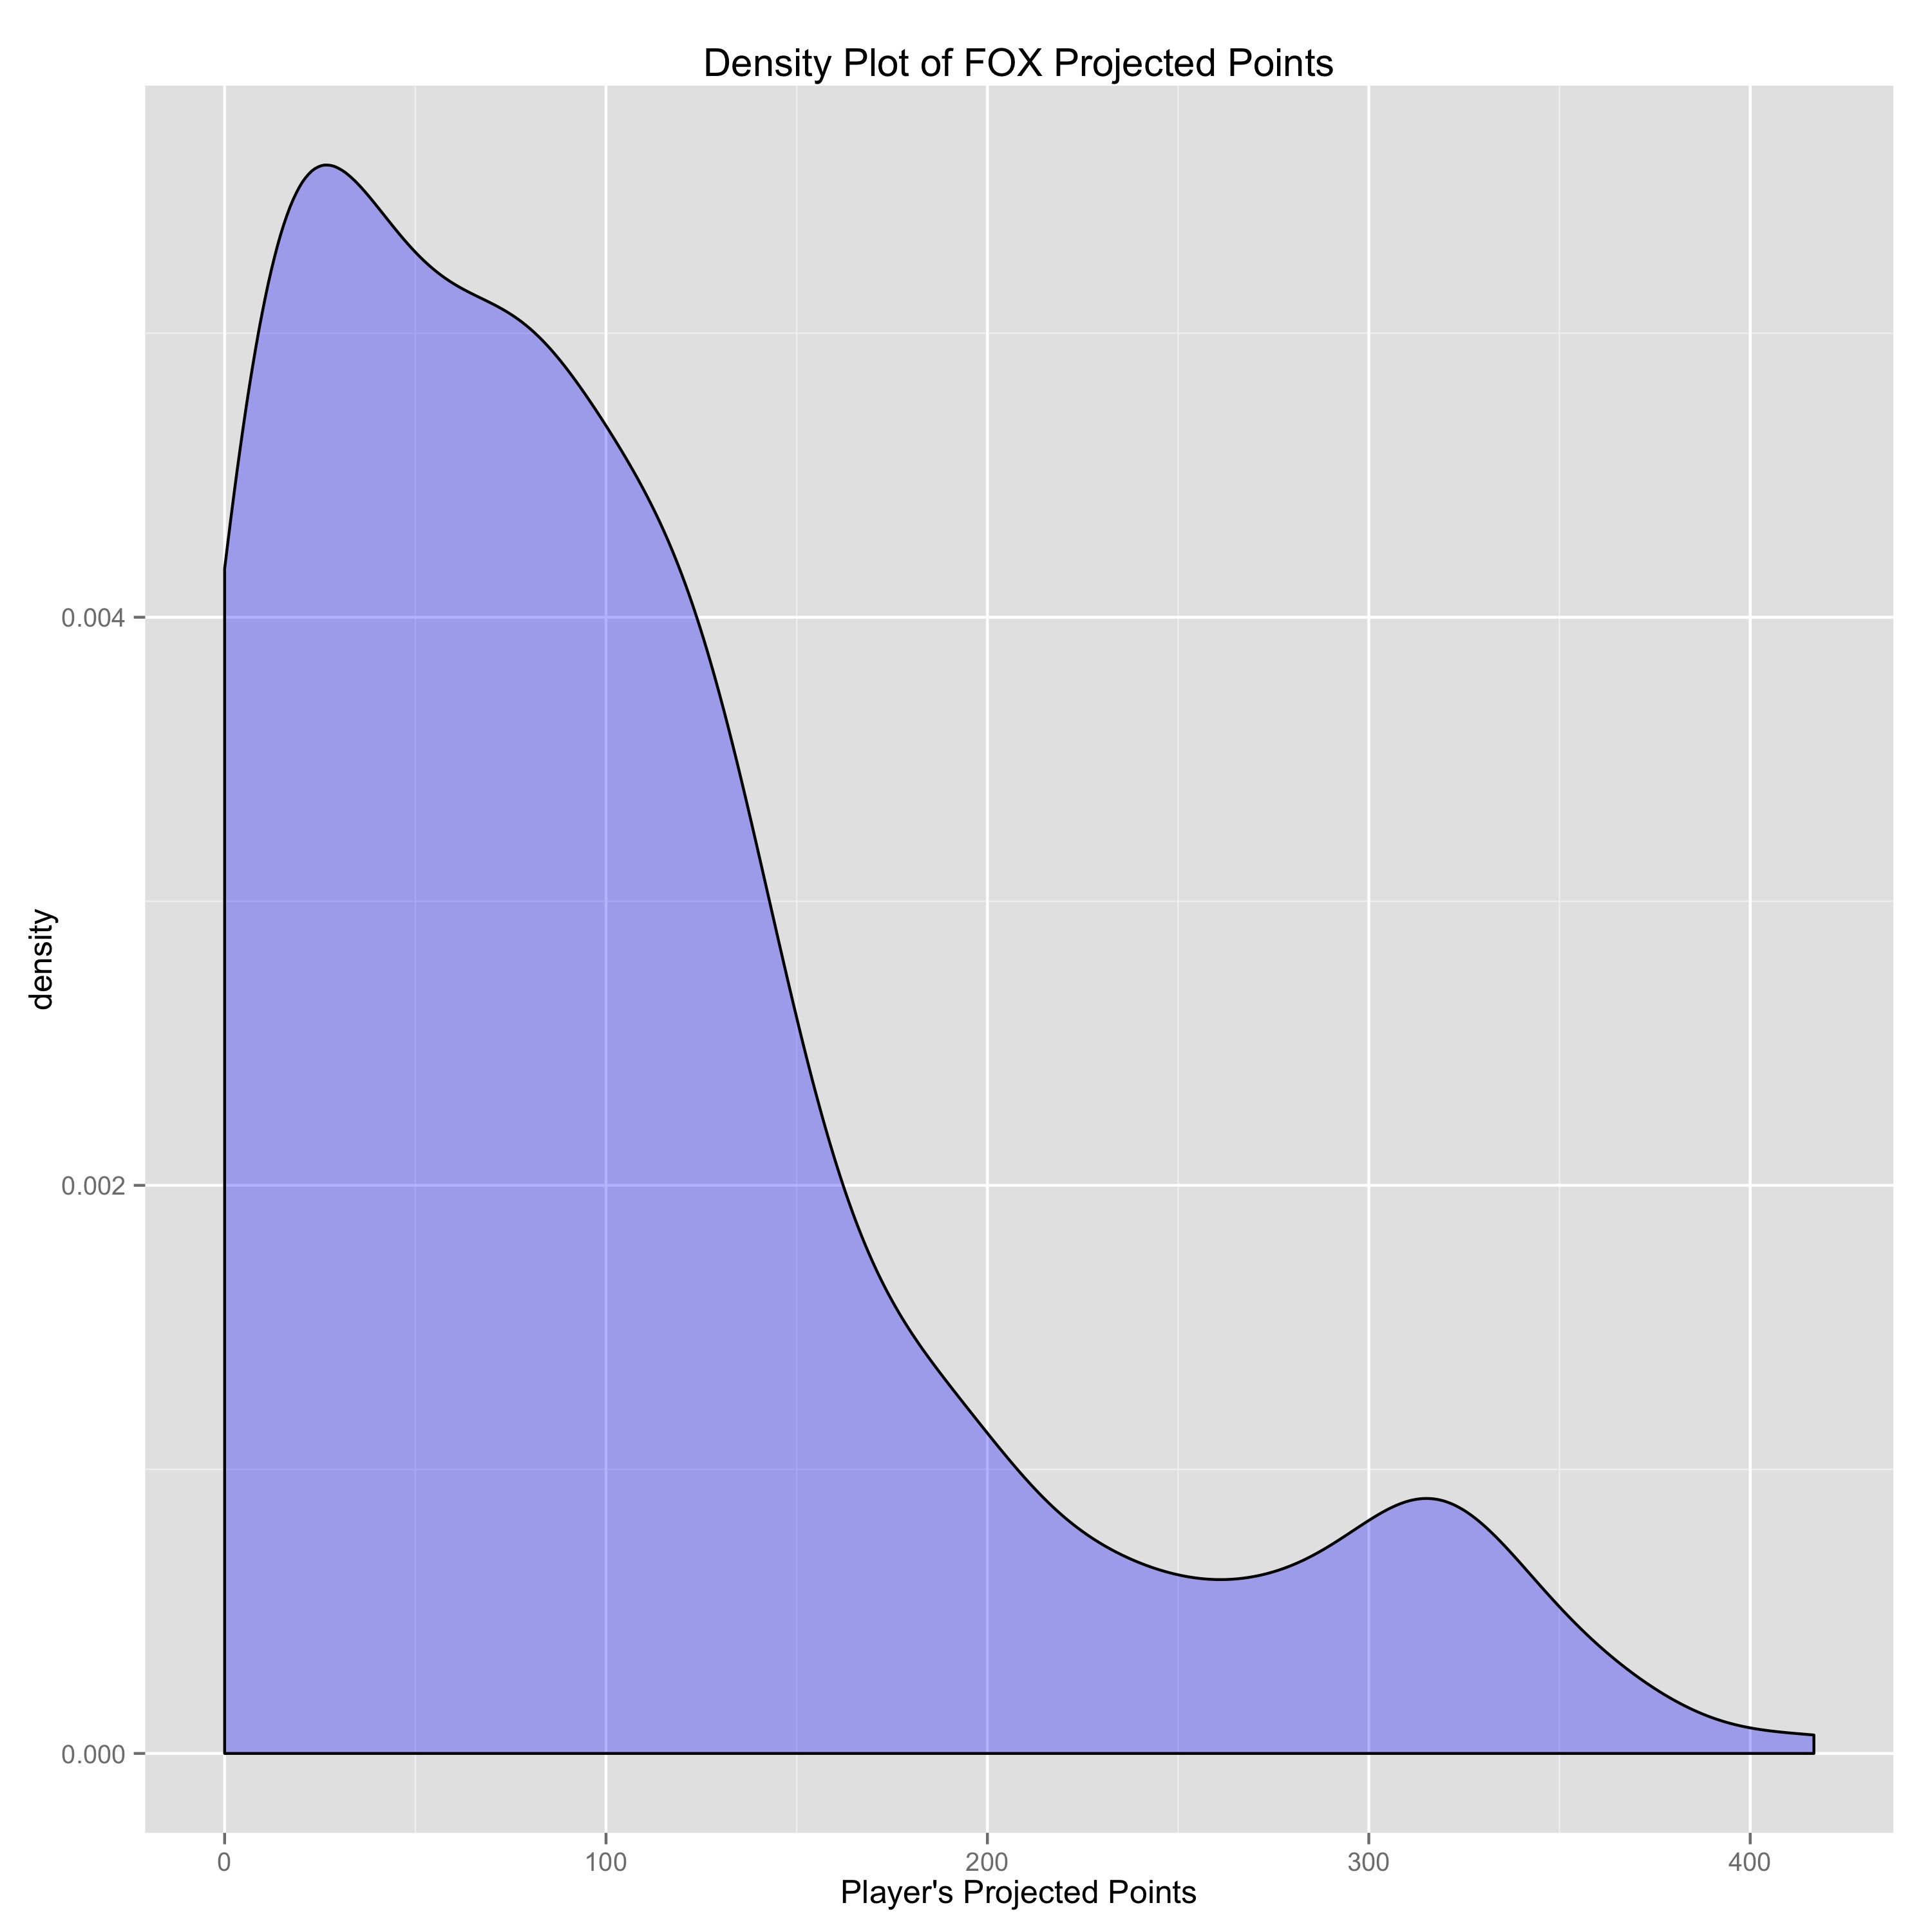 Density Plot of FOX Projected Points
density
0.004
0.002
0.000
0 100 200 300 400
Player's Projected Points